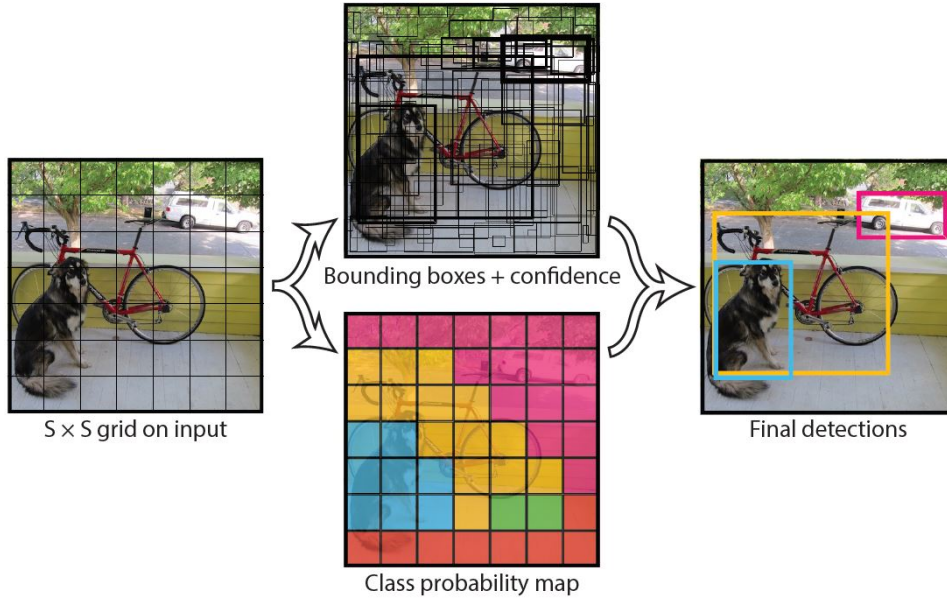 Bounding boxes + confidence
S × S grid on input
Final detections
Class probability map